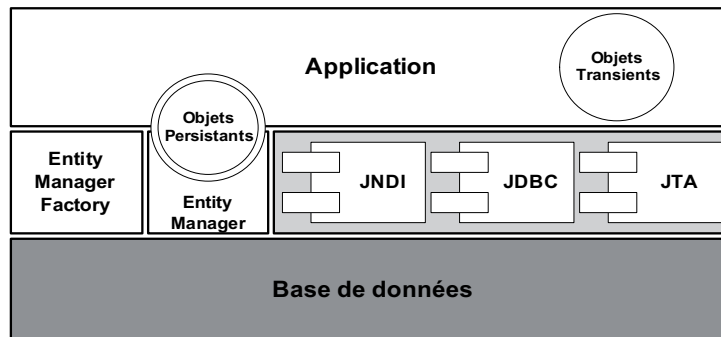 Application
Objets
Transients
Objets
Persistants
Entity
Manager
Factory
Entity
Manager
JNDI
JDBC
JTA
Base de données